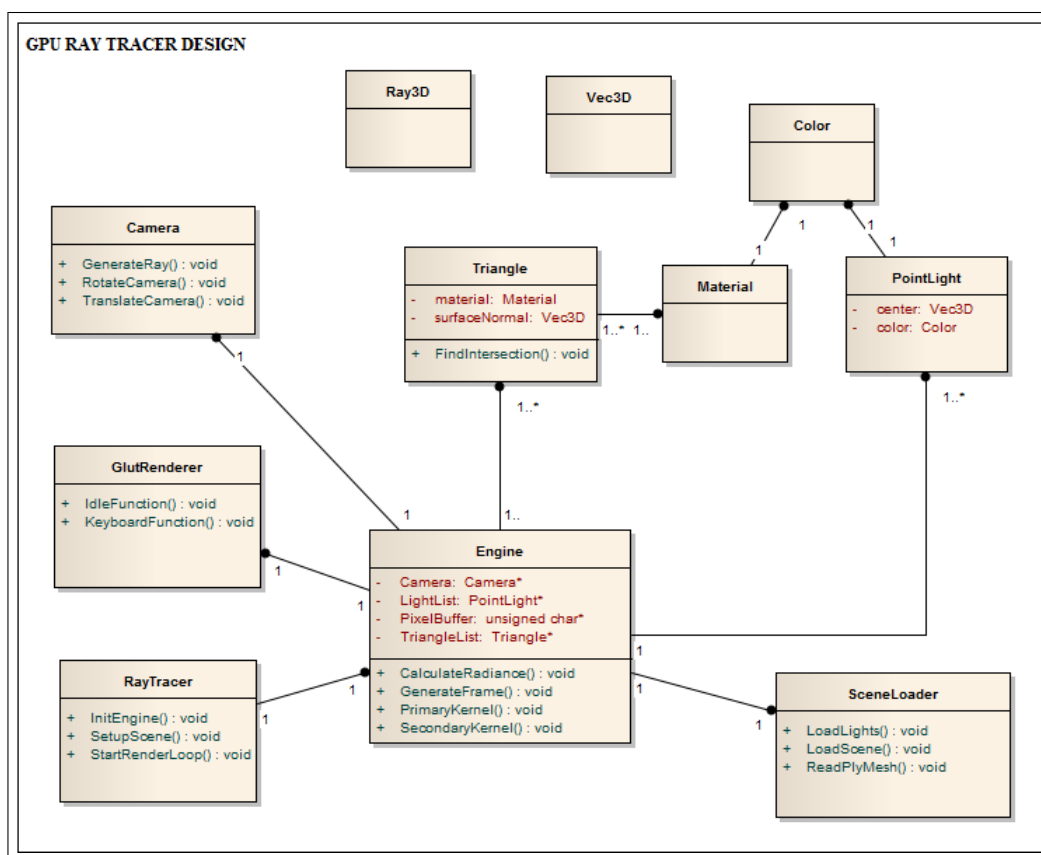 GPU RAY TRACER DESIGN
Ray3D
Vec3D
Color
1
1
1
1
Camera
+ GenerateRay() : void
+ RotateCamera() : void
+ TranslateCamera() : void
1
1
Triangle
- material: Material
- surfaceNormal: Vec3D
+ FindIntersection() : void
1..* 1..
1..*
1..
Material
PointLight
- center: Vec3D
- color: Color
1..*
1
GlutRenderer
+ IdleFunction() : void
+ KeyboardFunction() : void
1
1
Engine
- Camera: Camera*
- LightList: PointLight*
- PixelBuffer: unsigned char*
- TriangleList: Triangle*
+ CalculateRadiance() : void
+ GenerateFrame() : void
+ PrimaryKernel() : void
+ SecondaryKernel() : void
RayTracer
+ InitEngine() : void
+ SetupScene() : void
+ StartRenderLoop() : void
1
1
SceneLoader
+ LoadLights() : void
+ LoadScene() : void
+ ReadPlyMesh() : void
1
1